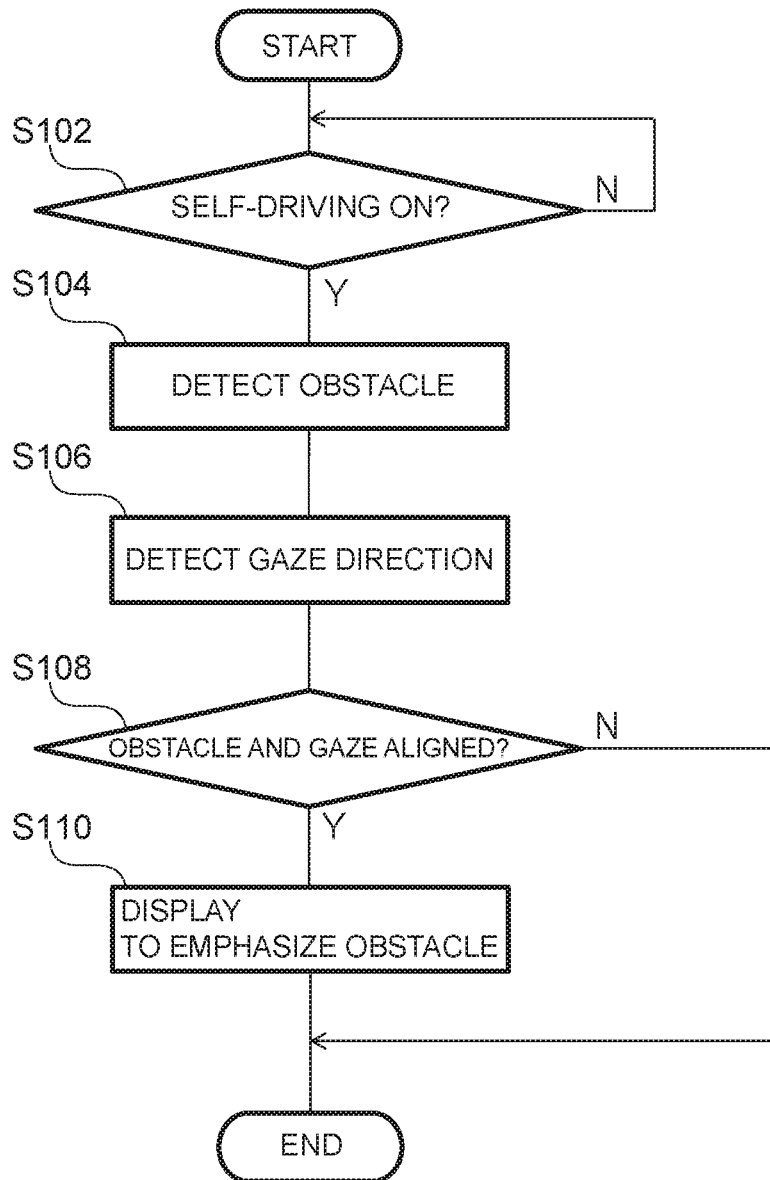 START
S102
SELF-DRIVING ON?
N
Y
S104
DETECT OBSTACLE
S106
DETECT GAZE DIRECTION
S108
OBSTACLE AND GAZE ALIGNED?
N
Y
S110
DISPLAY
TO EMPHASIZE OBSTACLE
END